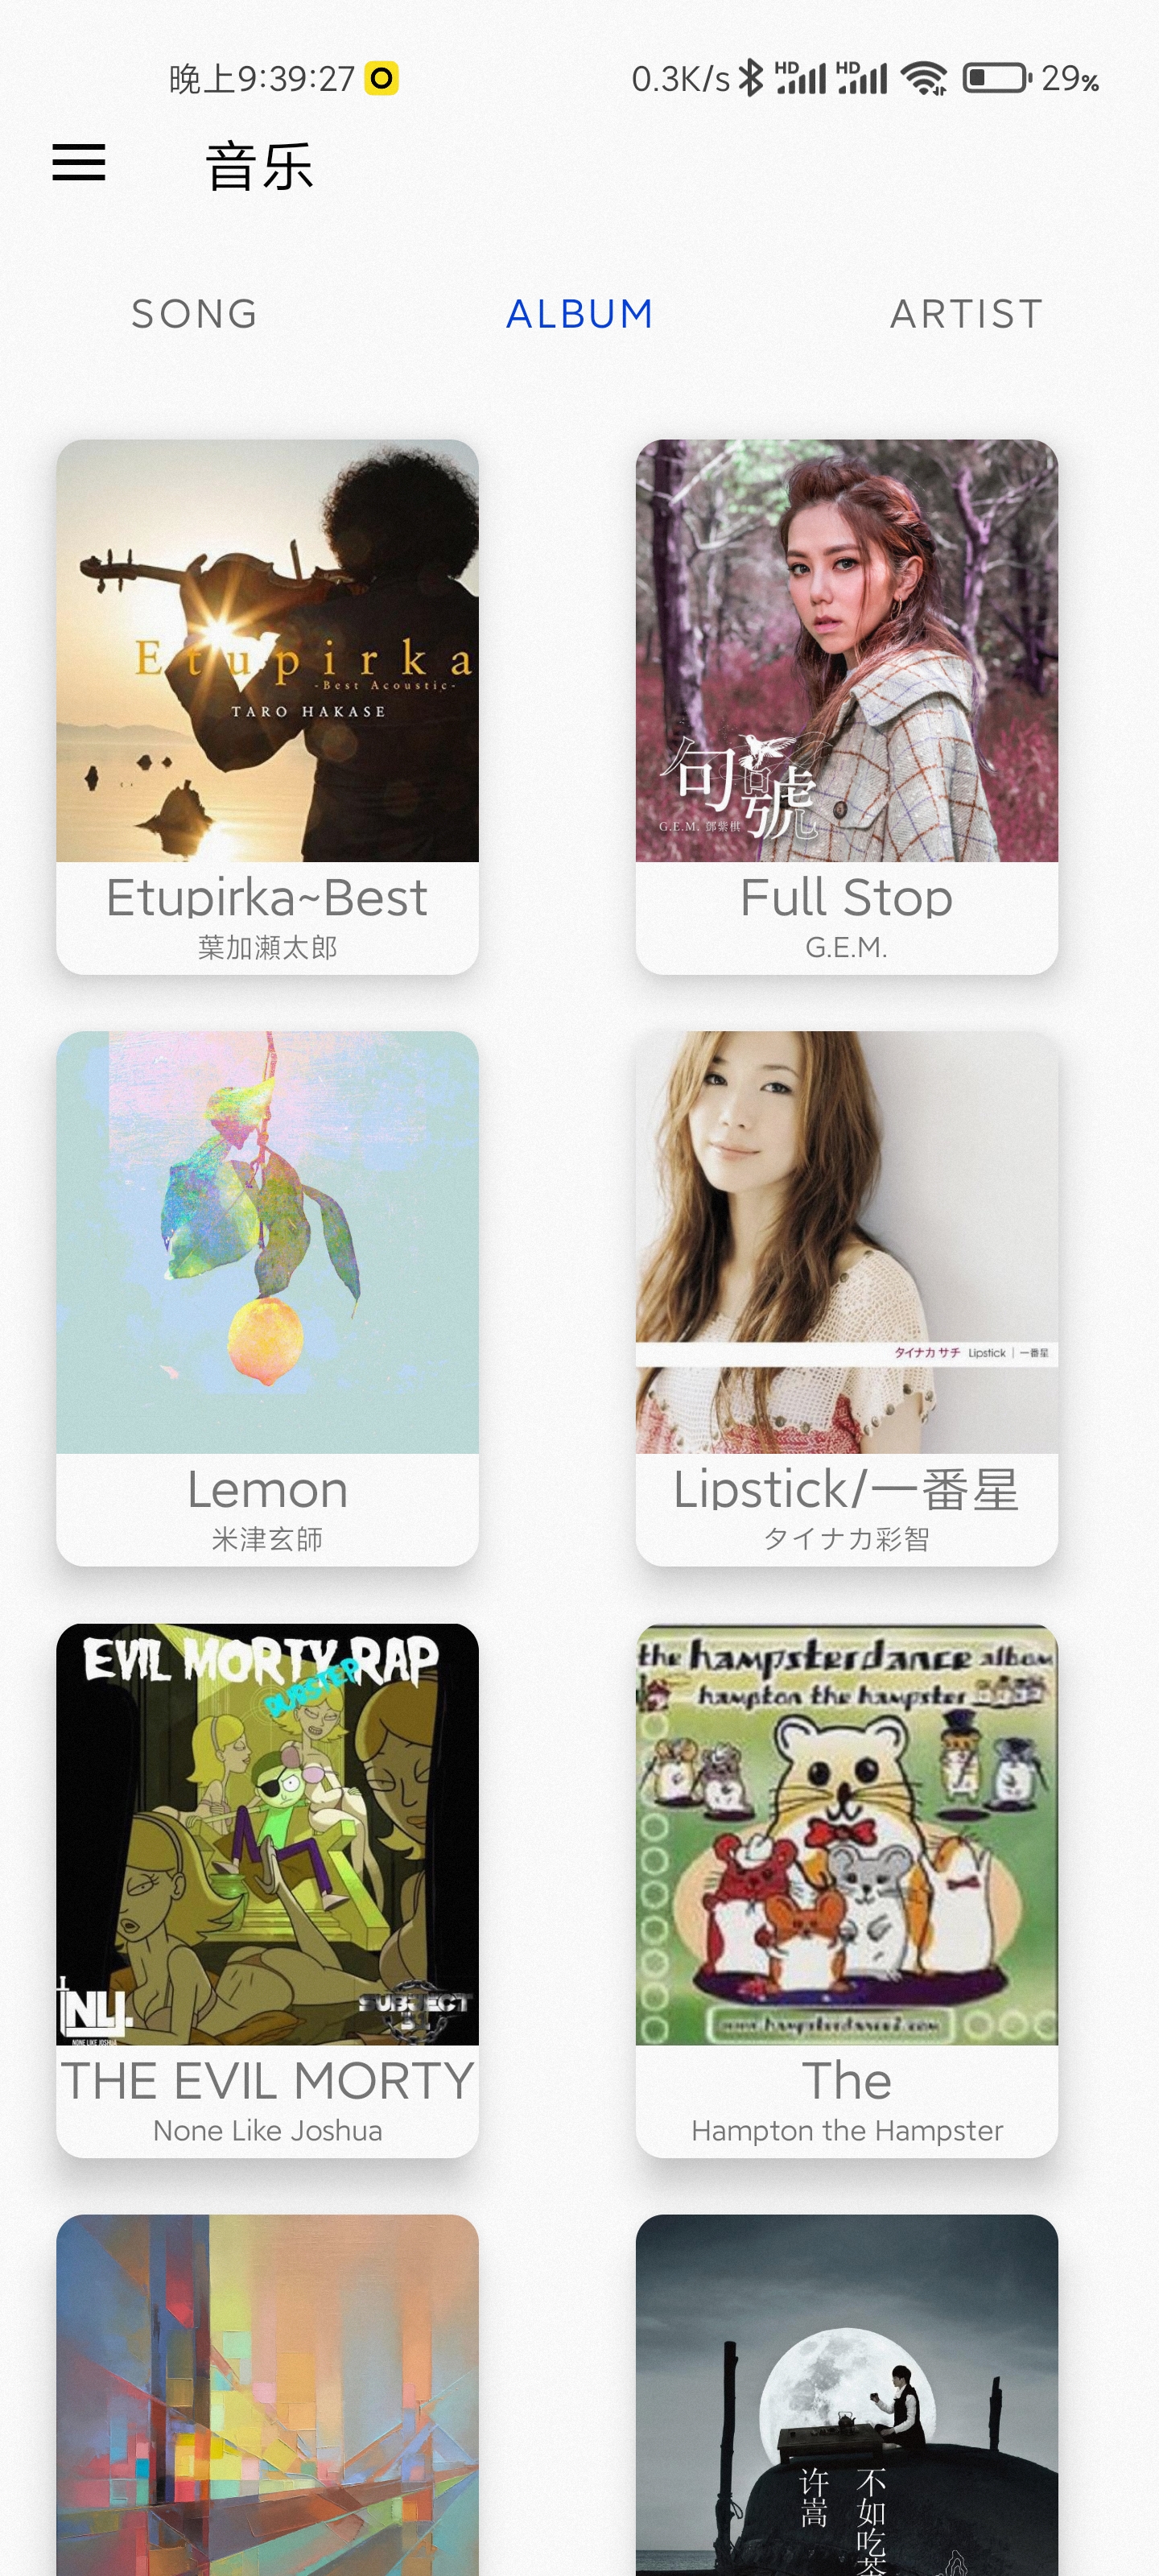 晚上9:39:27
0.3K/s HD HD 29%
音乐
SONG ALBUM ARTIST
Etupirka
-Best Acoustic-
TARO HAKASE
句號
G.E.M. 鄧紫棋
Etupirka~Best
葉加瀬太郎
Full Stop
G.E.M.
タイナカ サチ Lipstick | 一番星
Lemon
米津玄師
Lipstick/一番星
タイナカ彩智
EVIL MORTY RAP
DUBSTEP
NLJ
NONE LIKE JOSHUA
SUBJECT
the hampsterdance album
hampton the hampster
www.hampsterdance2.com
THE EVIL MORTY
None Like Joshua
The
Hampton the Hampster
不如吃茶
许嵩